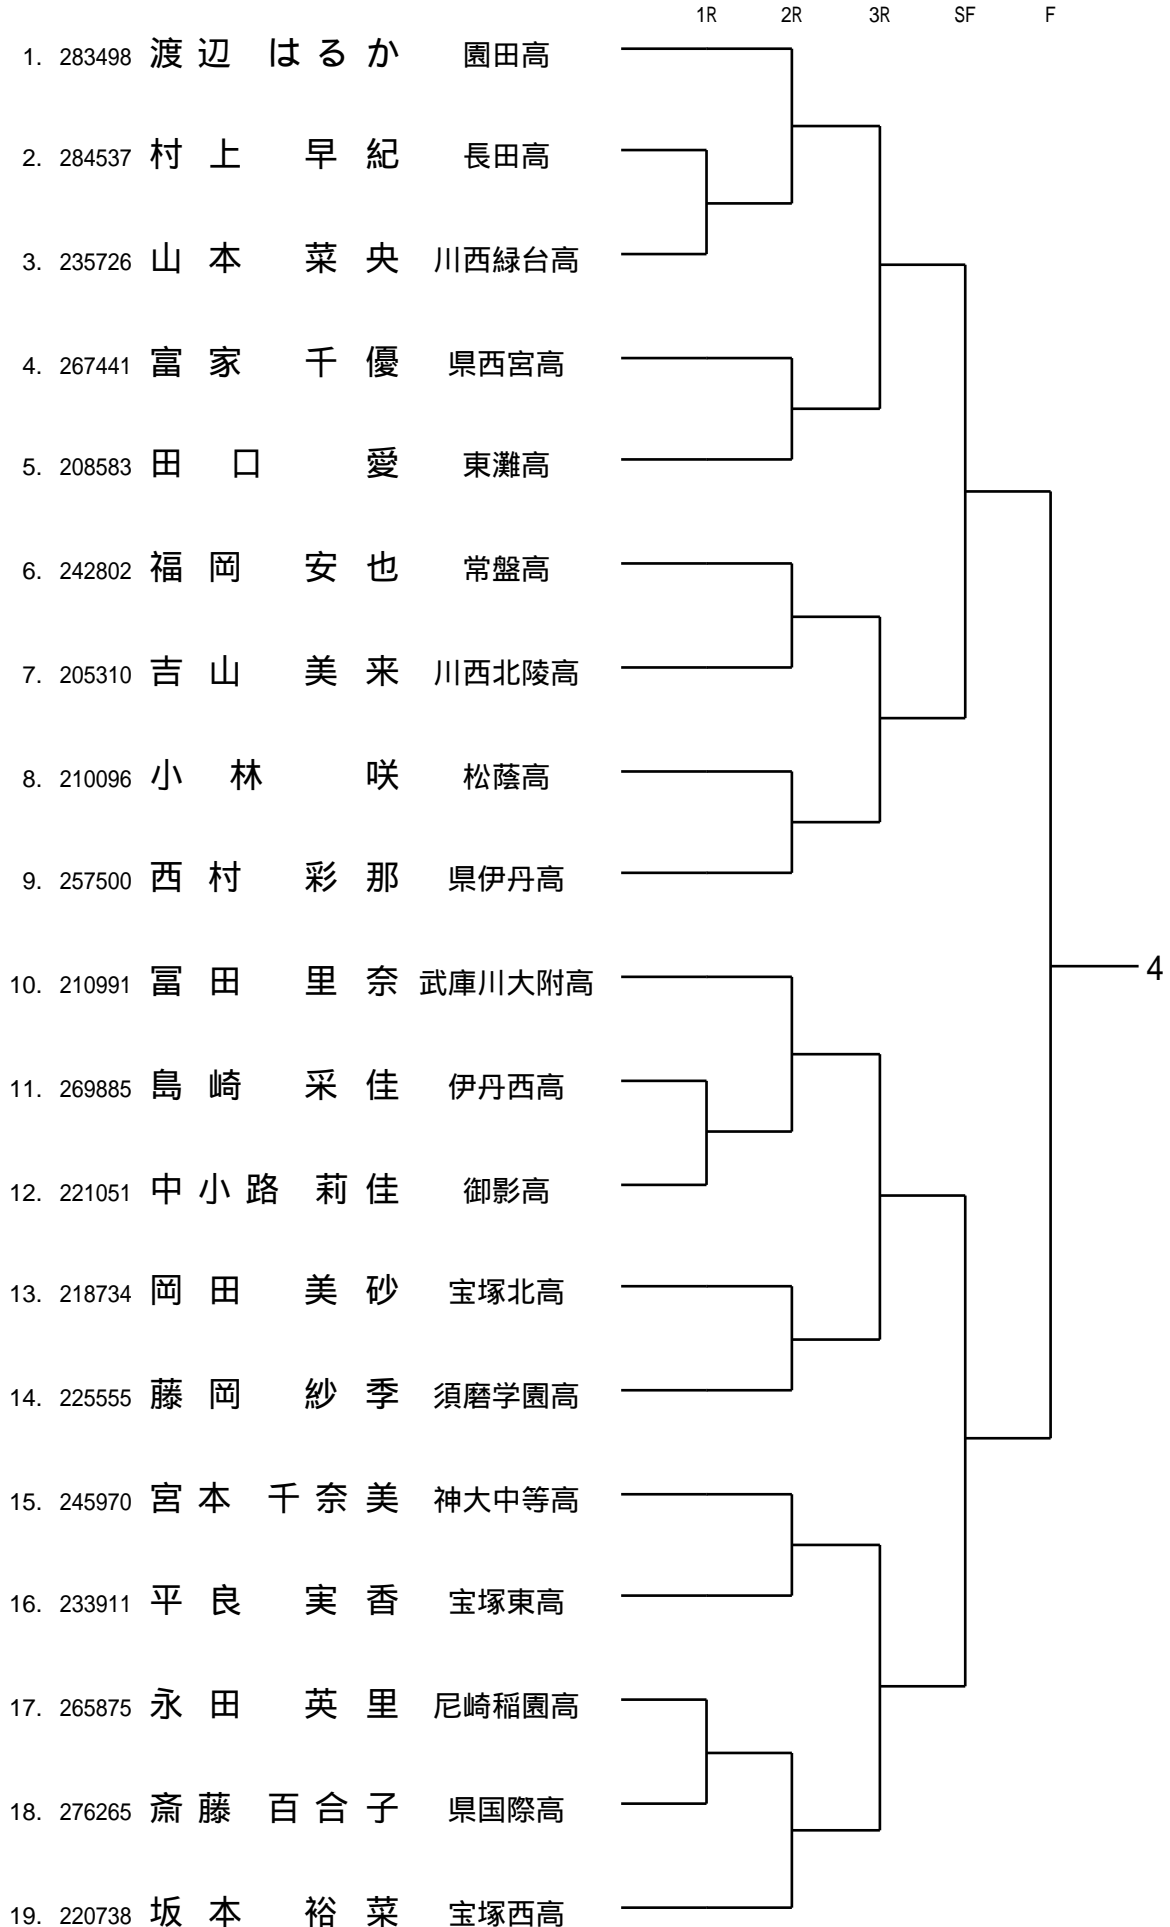 1R 2R 3R SF F
1. 283498 渡辺 はるか 園田高
2. 284537 村上 早紀 長田高
3. 235726 山本 菜央 川西緑台高
4. 267441 富家 千優 県西宮高
5. 208583 田口 愛 東灘高
6. 242802 福岡 安也 常盤高
7. 205310 吉山 美来 川西北陵高
8. 210096 小林 咲 松蔭高
9. 257500 西村 彩那 県伊丹高
10. 210991 冨田 里奈 武庫川大附高
4
11. 269885 島崎 采佳 伊丹西高
12. 221051 中小路 莉佳 御影高
13. 218734 岡田 美砂 宝塚北高
14. 225555 藤岡 紗季 須磨学園高
15. 245970 宮本 千奈美 神大中等高
16. 233911 平良 実香 宝塚東高
17. 265875 永田 英里 尼崎稲園高
18. 276265 斎藤 百合子 県国際高
19. 220738 坂本 裕菜 宝塚西高